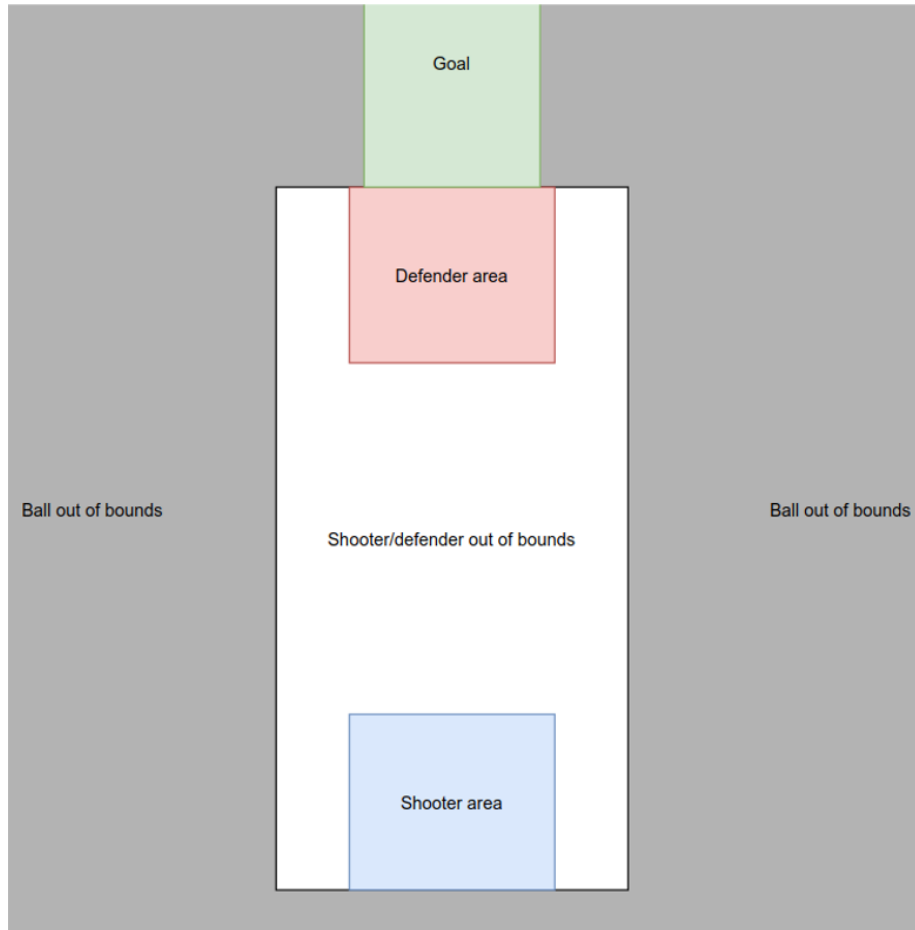 Goal
Defender area
Ball out of bounds
Ball out of bounds
Shooter/defender out of bounds
Shooter area